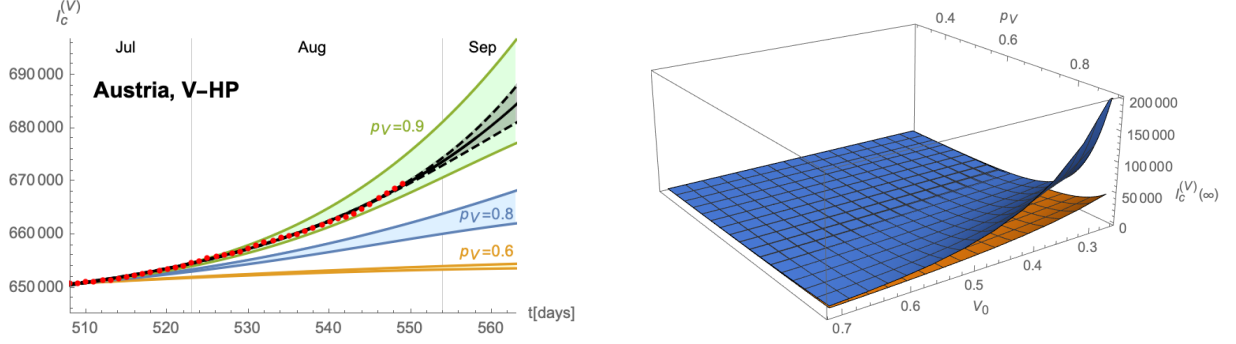 I_c^(V)
Jul
Aug
Sep
690 000
Austria, V−HP
680 000
p_V=0.9
670 000
p_V=0.8
660 000
p_V=0.6
650 000
t[days]
510
520
530
540
550
560
0.4
p_V
0.6
0.8
200 000
150 000
100 000
50 000
I_c^(V)(∞)
0
0.3
0.4
0.5
V_0
0.6
0.7